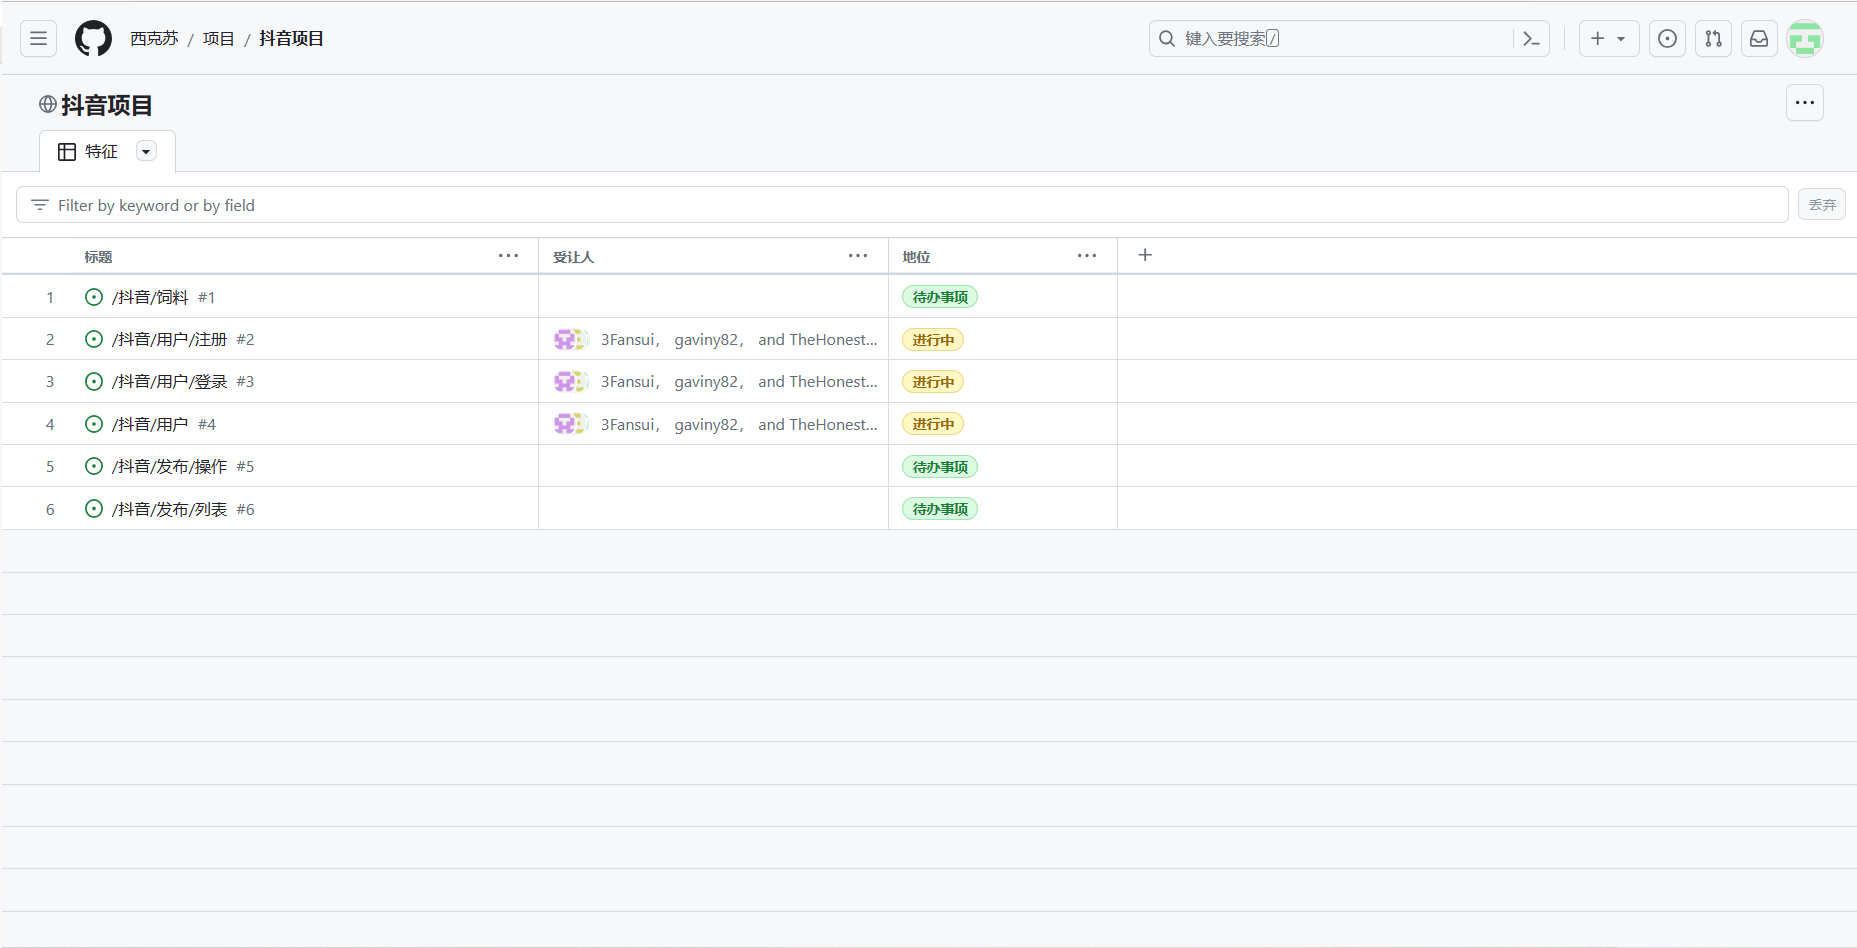 西克苏 / 项目 / 抖音项目
键入要搜索/
抖音项目
特征
Filter by keyword or by field
丢弃
标题 受让人 地位
1 /抖音/饲料 #1 待办事项
2 /抖音/用户/注册 #2 3Fansui, gaviny82, and TheHonest... 进行中
3 /抖音/用户/登录 #3 3Fansui, gaviny82, and TheHonest... 进行中
4 /抖音/用户 #4 3Fansui, gaviny82, and TheHonest... 进行中
5 /抖音/发布/操作 #5 待办事项
6 /抖音/发布/列表 #6 待办事项